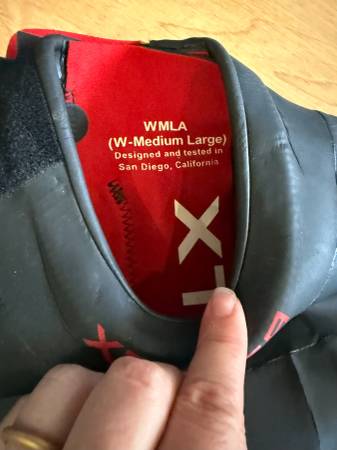 WMLA
(W-Medium Large)
Designed and tested in
San Diego, California